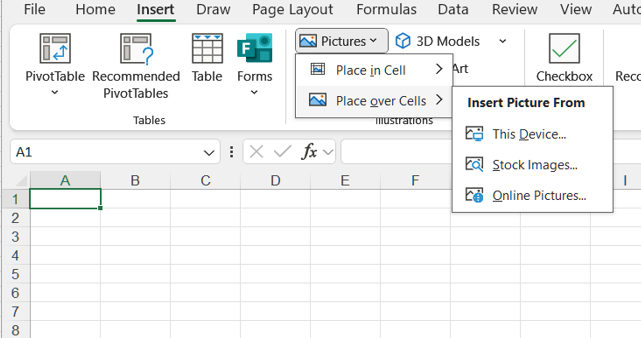 File Home Insert Draw Page Layout Formulas Data Review View
Pictures 3D Models
PivotTable Recommended PivotTables Table Forms
Place in Cell
Art
Checkbox
Place over Cells
Tables
Illustrations
Insert Picture From
This Device...
Stock Images...
Online Pictures...
A1
fx
A B C D E F I
1
2
3
4
5
6
7
8